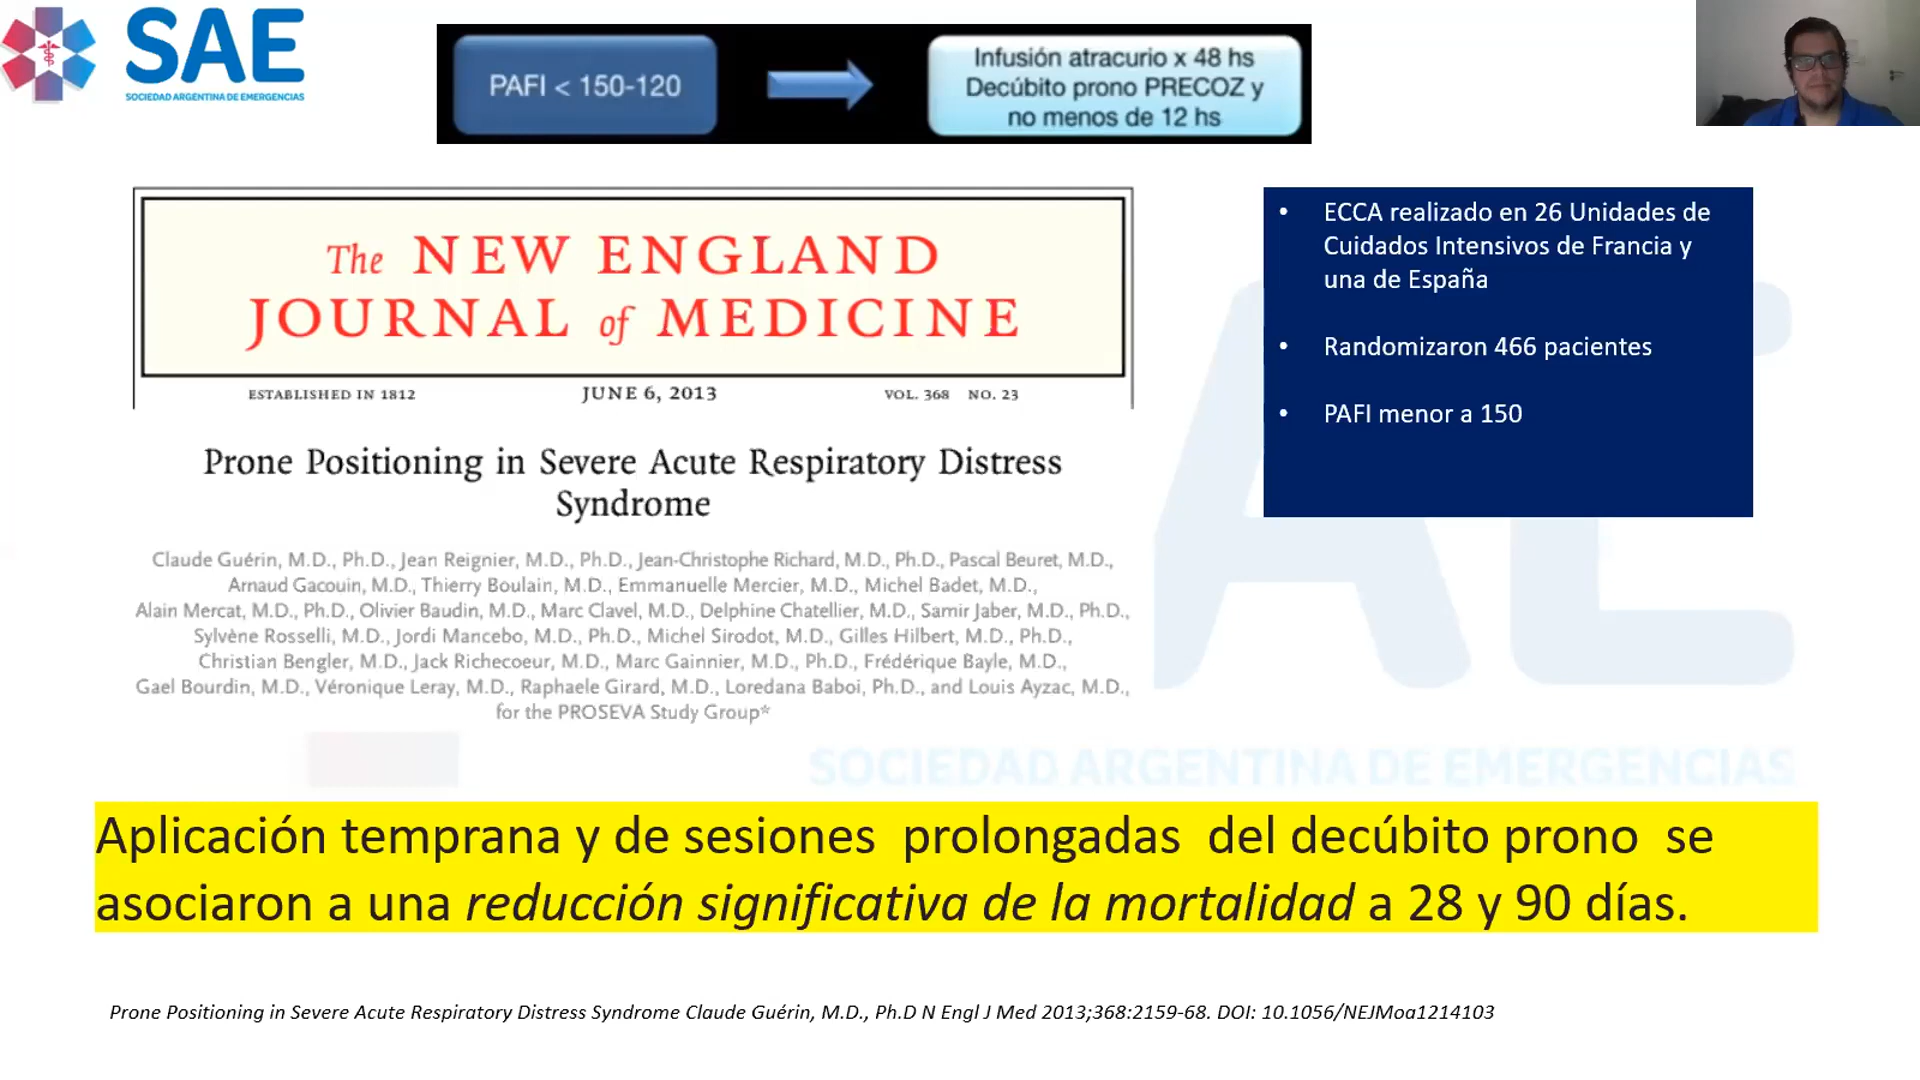 SAE
SOCIEDAD ARGENTINA DE EMERGENCIAS
PAFI < 150-120
Infusión atracurio x 48 hs
Decúbito prono PRECOZ y
no menos de 12 hs
The NEW ENGLAND
JOURNAL of MEDICINE
ESTABLISHED IN 1812 JUNE 6, 2013 VOL. 368 NO. 23
Prone Positioning in Severe Acute Respiratory Distress
Syndrome
Claude Guérin, M.D., Ph.D., Jean Reignier, M.D., Ph.D., Jean-Christophe Richard, M.D., Ph.D., Pascal Beuret, M.D.,
Arnaud Gacouin, M.D., Thierry Boulain, M.D., Emmanuelle Mercier, M.D., Michel Badet, M.D.,
Alain Mercat, M.D., Ph.D., Olivier Baudin, M.D., Marc Clavel, M.D., Delphine Chatellier, M.D., Samir Jaber, M.D., Ph.D.,
Sylvène Rosselli, M.D., Jordi Mancebo, M.D., Ph.D., Michel Sirodot, M.D., Gilles Hilbert, M.D., Ph.D.,
Christian Bengler, M.D., Jack Richecoeur, M.D., Marc Gainnier, M.D., Ph.D., Frédérique Bayle, M.D.,
Gael Bourdin, M.D., Véronique Leray, M.D., Raphaele Girard, M.D., Loredana Baboi, Ph.D., and Louis Ayzac, M.D.,
for the PROSEVA Study Group*
• ECCA realizado en 26 Unidades de
Cuidados Intensivos de Francia y
una de España
• Randomizaron 466 pacientes
• PAFI menor a 150
AE
SOCIEDAD ARGENTINA DE EMERGENCIAS
Aplicación temprana y de sesiones prolongadas del decúbito prono se
asociaron a una reducción significativa de la mortalidad a 28 y 90 días.
Prone Positioning in Severe Acute Respiratory Distress Syndrome Claude Guérin, M.D., Ph.D N Engl J Med 2013;368:2159-68. DOI: 10.1056/NEJMoa1214103